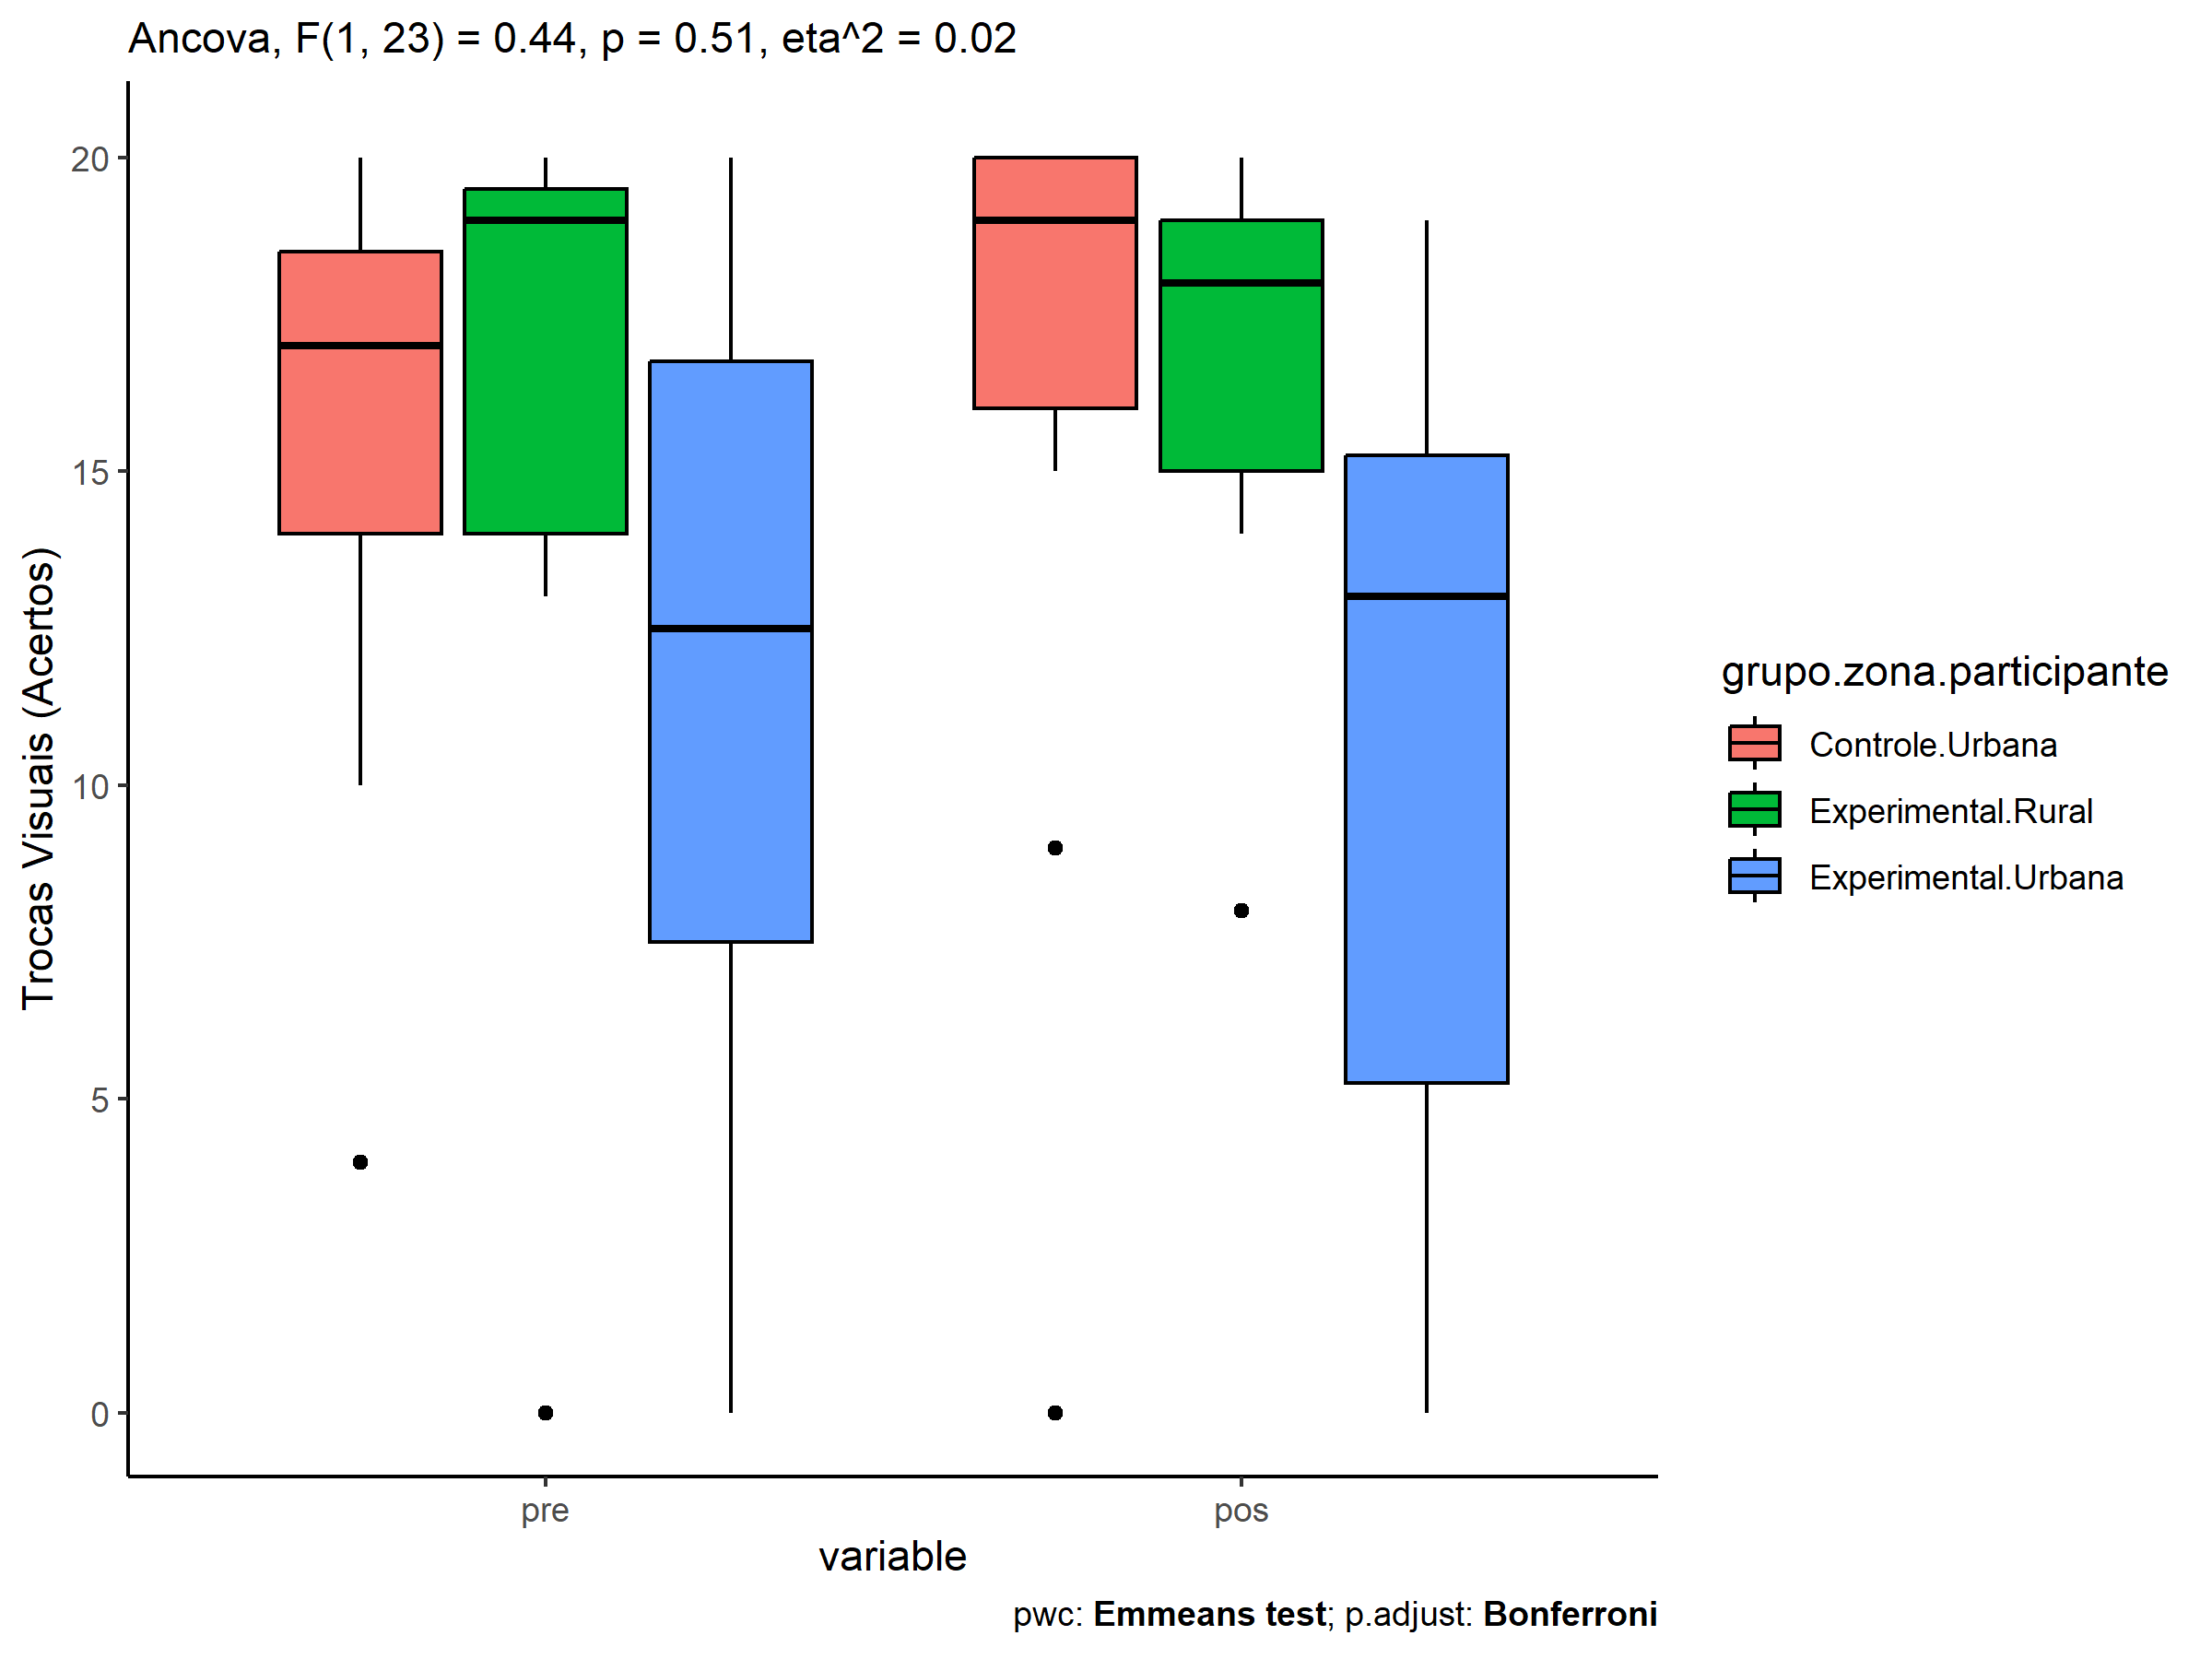 Ancova, F(1, 23) = 0.44, p = 0.51, eta^2 = 0.02
Trocas Visuais (Acertos)
20
15
10
5
0
pre
pos
variable
grupo.zona.participante
Controle.Urbana
Experimental.Rural
Experimental.Urbana
pwc: Emmeans test; p.adjust: Bonferroni